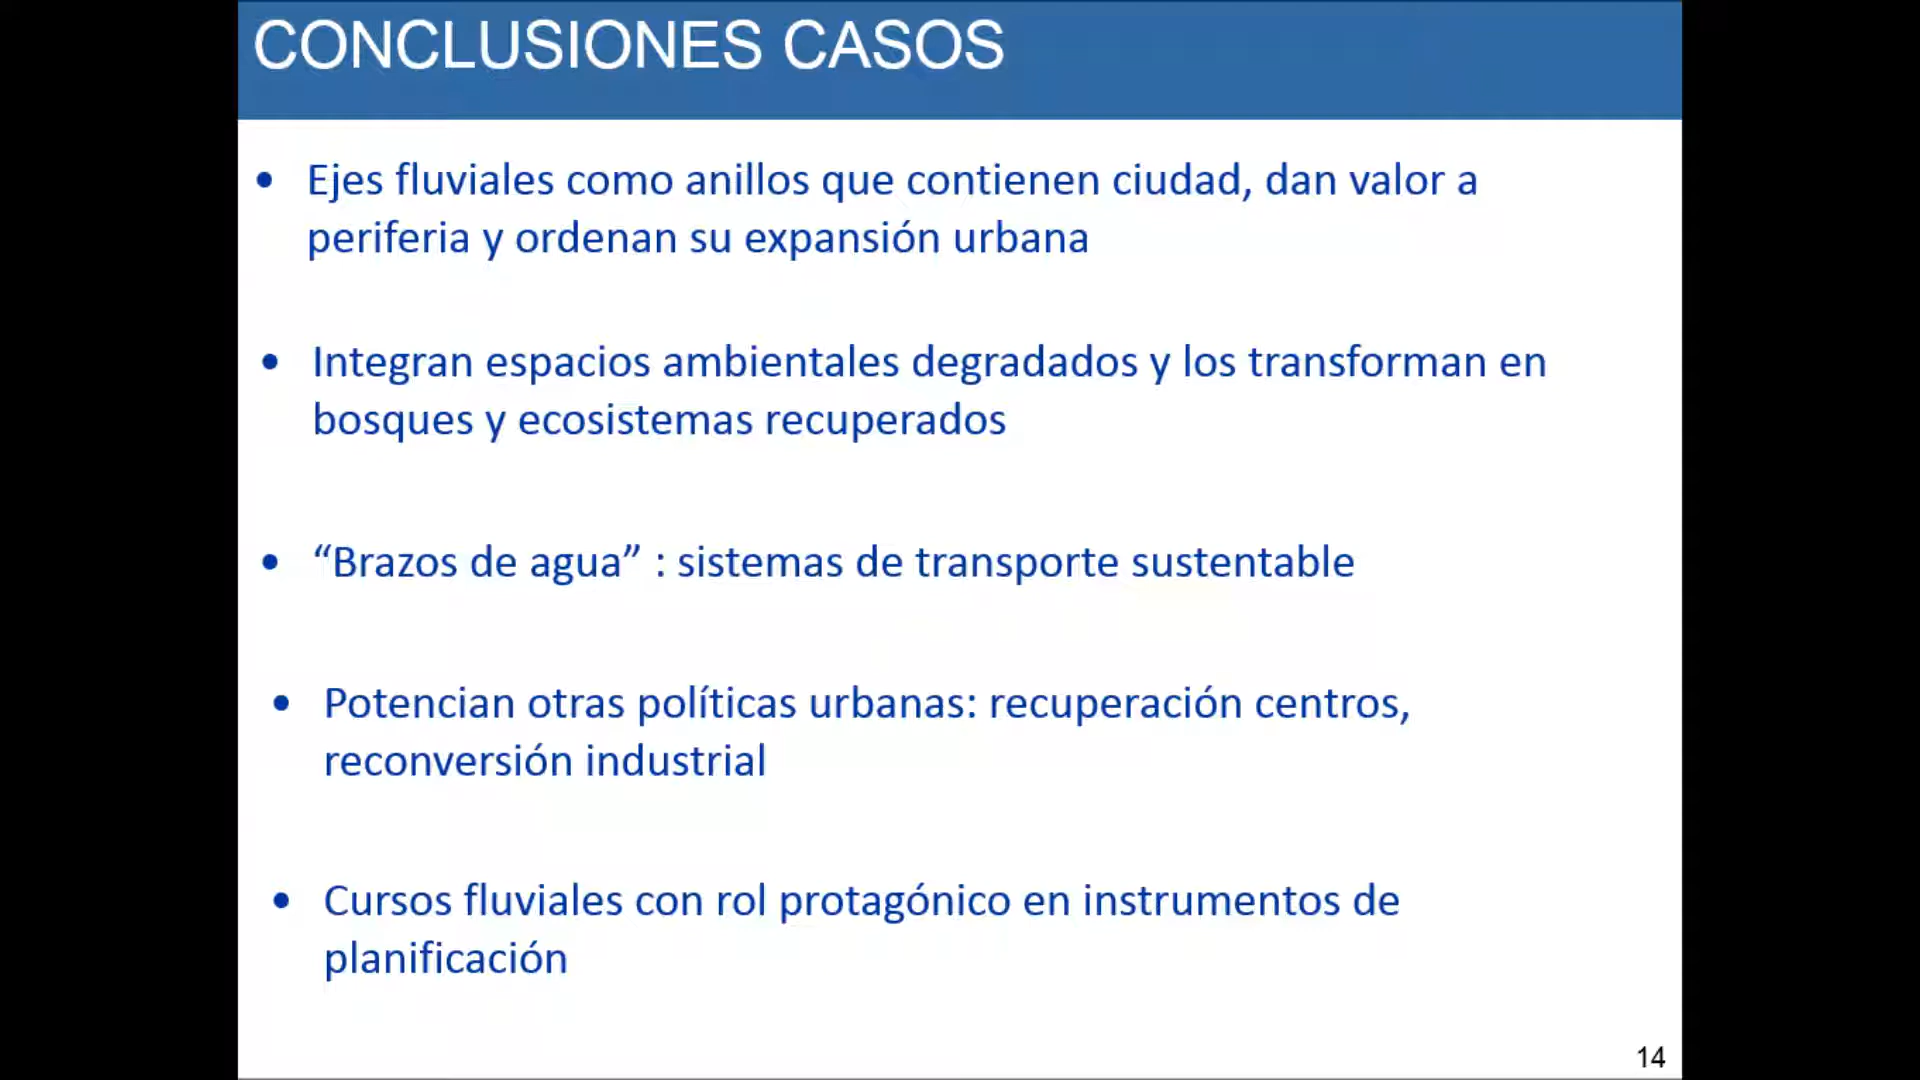 CONCLUSIONES CASOS
• Ejes fluviales como anillos que contienen ciudad, dan valor a
periferia y ordenan su expansión urbana
• Integran espacios ambientales degradados y los transforman en
bosques y ecosistemas recuperados
• “Brazos de agua” : sistemas de transporte sustentable
• Potencian otras políticas urbanas: recuperación centros,
reconversión industrial
• Cursos fluviales con rol protagónico en instrumentos de
planificación
14